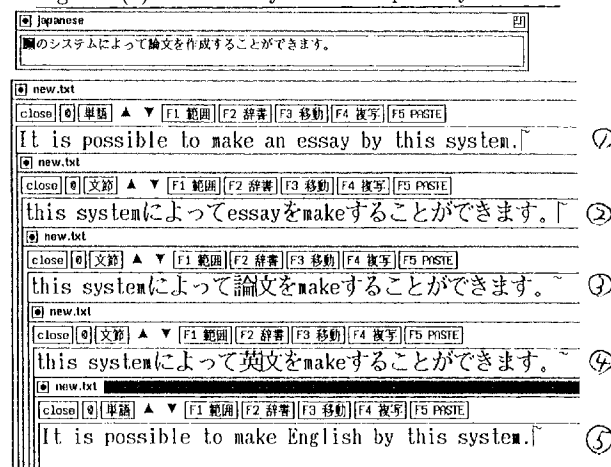 japanese
のシステムによって論文を作成することができます。
new.txt
close 0 単語 ▲ ▼ F1 範囲 F2 辞書 F3 移動 F4 複写 F5 PASTE
It is possible to make an essay by this system. ①
new.txt
close 0 文節 ▲ ▼ F1 範囲 F2 辞書 F3 移動 F4 複写 F5 PASTE
this systemによってessayをmakeすることができます。 ②
new.txt
close 0 文節 ▲ ▼ F1 範囲 F2 辞書 F3 移動 F4 複写 F5 PASTE
this systemによって論文をmakeすることができます。 ③
new.txt
close 0 文節 ▲ ▼ F1 範囲 F2 辞書 F3 移動 F4 複写 F5 PASTE
this systemによって英文をmakeすることができます。 ④
new.txt
close 0 単語 ▲ ▼ F1 範囲 F2 辞書 F3 移動 F4 複写 F5 PASTE
It is possible to make English by this system. ⑤